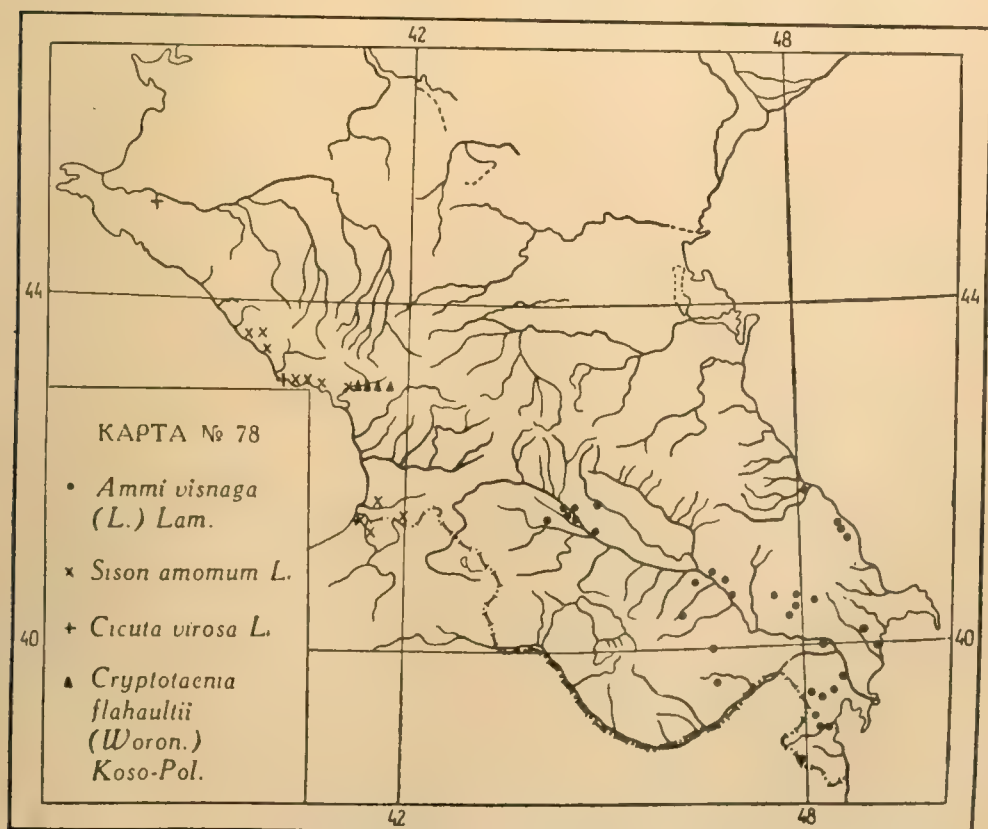 42 48
44 44
КАРТА № 78
• Ammi visnaga
(L.) Lam.
× Sison amomum L.
+ Cicuta virosa L.
▲ Cryptotaenia
flahaultii
(Woron.)
Koso-Pol.
40 40
42 48